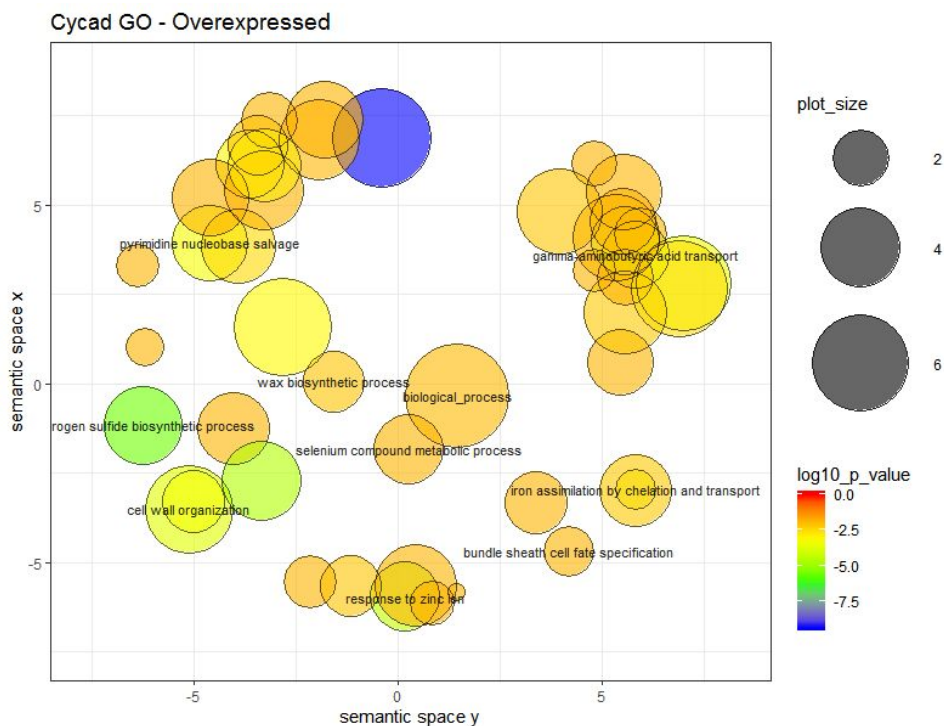 Cycad GO - Overexpressed
plot_size
2
4
6
log10_p_value
0.0
-2.5
-5.0
-7.5
semantic space x
5
0
-5
pyrimidine nucleobase salvage
gamma-aminobutyric acid transport
wax biosynthetic process
biological_process
rogen sulfide biosynthetic process
selenium compound metabolic process
iron assimilation by chelation and transport
cell wall organization
bundle sheath cell fate specification
response to zinc ion
-5
0
5
semantic space y